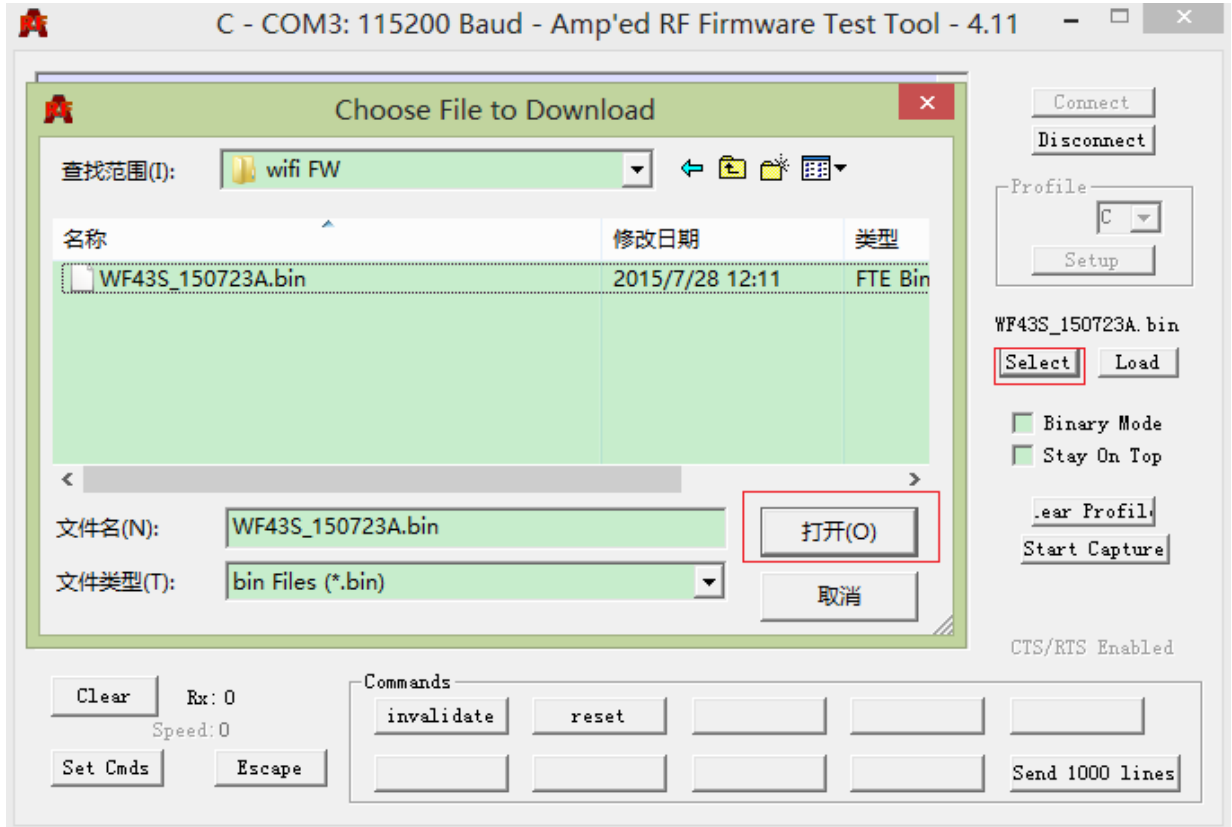 C - COM3: 115200 Baud - Amp'ed RF Firmware Test Tool - 4.11
Choose File to Download
查找范围(I): wifi FW
名称 修改日期 类型
WF43S_150723A.bin 2015/7/28 12:11 FTE Bin
文件名(N): WF43S_150723A.bin 打开(O)
文件类型(T): bin Files (*.bin) 取消
Connect
Disconnect
Profile
C
Setup
WF43S_150723A.bin
Select Load
Binary Mode
Stay On Top
.ear Profil
Start Capture
CTS/RTS Enabled
Clear Rx: 0
Speed: 0
Set Cmds Escape
Commands
invalidate reset
Send 1000 lines